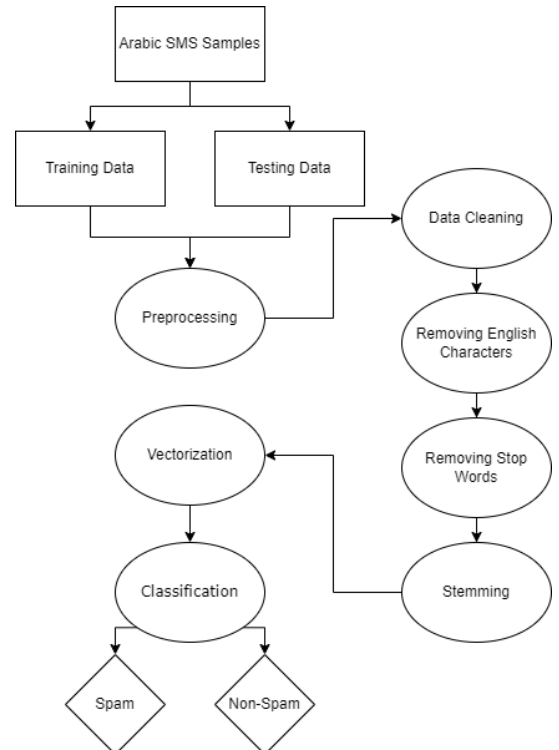 Arabic SMS Samples
Training Data
Testing Data
Preprocessing
Data Cleaning
Removing English
Characters
Removing Stop
Words
Stemming
Vectorization
Classification
Spam
Non-Spam